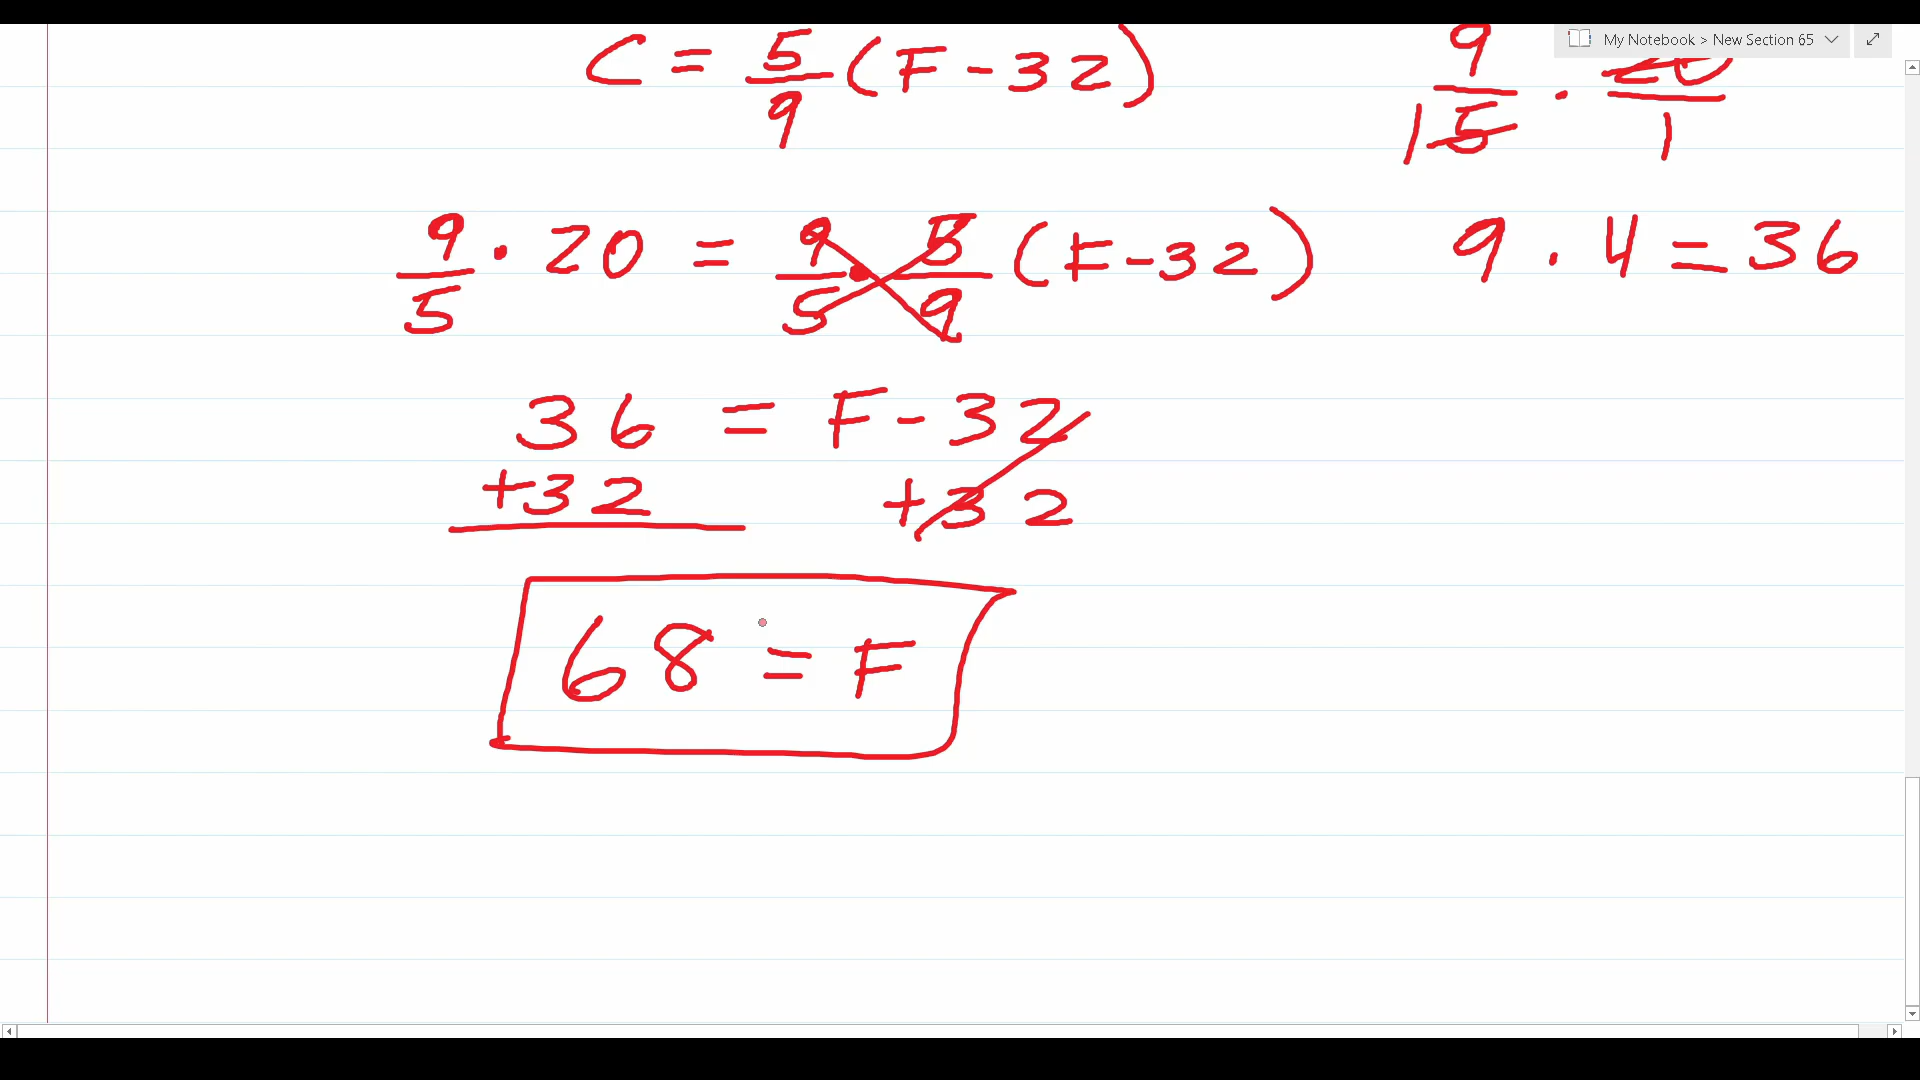 My Notebook > New Section 65
C = 5/9 (F - 32)
9/15 · 20/1
9/5 · 20 = 9/5 · 5/9 (F - 32)
9 · 4 = 36
36 = F - 32
+32 +32
68 = F